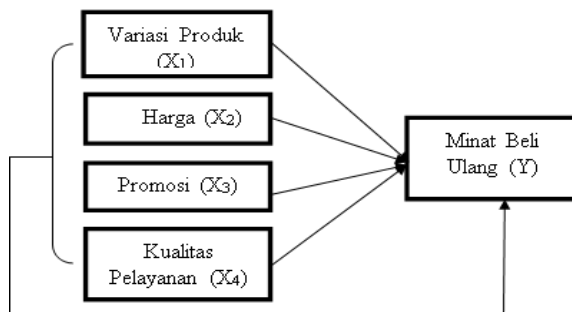 Variasi Produk
(X1)
Harga (X2)
Promosi (X3)
Kualitas
Pelayanan (X4)
Minat Beli
Ulang (Y)